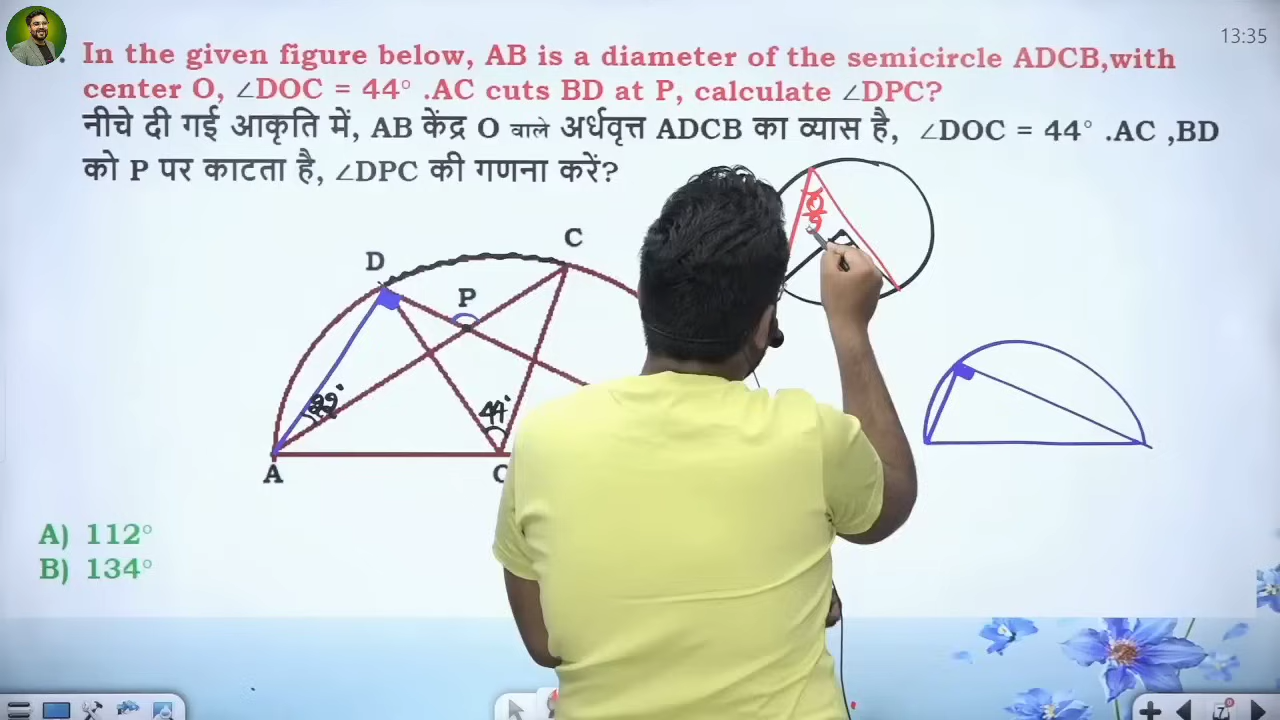 13:35
In the given figure below, AB is a diameter of the semicircle ADCB,with
center O, ∠DOC = 44° .AC cuts BD at P, calculate ∠DPC?
नीचे दी गई आकृति में, AB केंद्र O वाले अर्धवृत्त ADCB का व्यास है, ∠DOC = 44° .AC ,BD
को P पर काटता है, ∠DPC की गणना करें?
C
D
P
22°
44°
A
A) 112°
B) 134°
7